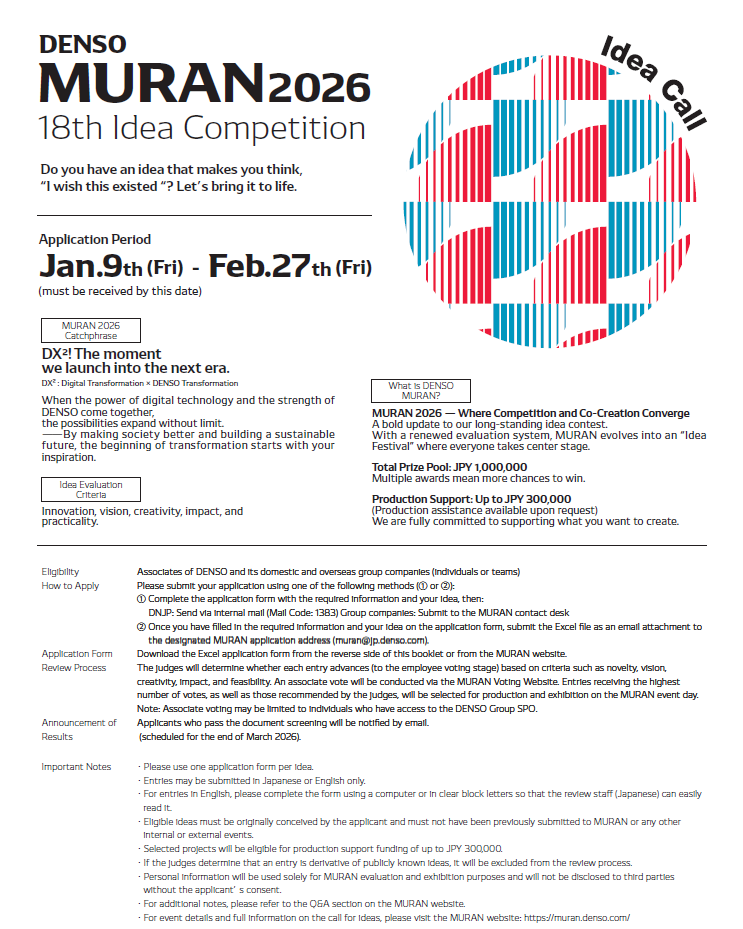 DENSO
MURAN 2026
18th Idea Competition
Idea Call
Do you have an idea that makes you think,
“I wish this existed “? Let’s bring it to life.
Application Period
Jan.9th (Fri) - Feb.27th (Fri)
(must be received by this date)
MURAN 2026
Catchphrase
DX²! The moment
we launch into the next era.
DX² : Digital Transformation × DENSO Transformation
When the power of digital technology and the strength of
DENSO come together,
the possibilities expand without limit.
——By making society better and building a sustainable
future, the beginning of transformation starts with your
inspiration.
Idea Evaluation
Criteria
Innovation, vision, creativity, impact, and
practicality.
What is DENSO
MURAN?
MURAN 2026 — Where Competition and Co-Creation Converge
A bold update to our long-standing idea contest.
With a renewed evaluation system, MURAN evolves into an “Idea
Festival” where everyone takes center stage.
Total Prize Pool: JPY 1,000,000
Multiple awards mean more chances to win.
Production Support: Up to JPY 300,000
(Production assistance available upon request)
We are fully committed to supporting what you want to create.
Eligibility Associates of DENSO and its domestic and overseas group companies (individuals or teams)
How to Apply Please submit your application using one of the following methods (① or ②):
① Complete the application form with the required information and your idea, then:
DNJP: Send via internal mail (Mail Code: 1383) Group companies: Submit to the MURAN contact desk
② Once you have filled in the required information and your idea on the application form, submit the Excel file as an email attachment to
the designated MURAN application address (muran@jp.denso.com).
Application Form Download the Excel application form from the reverse side of this booklet or from the MURAN website.
Review Process The judges will determine whether each entry advances (to the employee voting stage) based on criteria such as novelty, vision,
creativity, impact, and feasibility. An associate vote will be conducted via the MURAN Voting Website. Entries receiving the highest
number of votes, as well as those recommended by the judges, will be selected for production and exhibition on the MURAN event day.
Note: Associate voting may be limited to individuals who have access to the DENSO Group SPO.
Announcement of Applicants who pass the document screening will be notified by email.
Results (scheduled for the end of March 2026).
Important Notes ・Please use one application form per idea.
・Entries may be submitted in Japanese or English only.
・For entries in English, please complete the form using a computer or in clear block letters so that the review staff (Japanese) can easily
read it.
・Eligible ideas must be originally conceived by the applicant and must not have been previously submitted to MURAN or any other
internal or external events.
・Selected projects will be eligible for production support funding of up to JPY 300,000.
・If the judges determine that an entry is derivative of publicly known ideas, it will be excluded from the review process.
・Personal information will be used solely for MURAN evaluation and exhibition purposes and will not be disclosed to third parties
without the applicant’s consent.
・For additional notes, please refer to the Q&A section on the MURAN website.
・For event details and full information on the call for ideas, please visit the MURAN website: https://muran.denso.com/